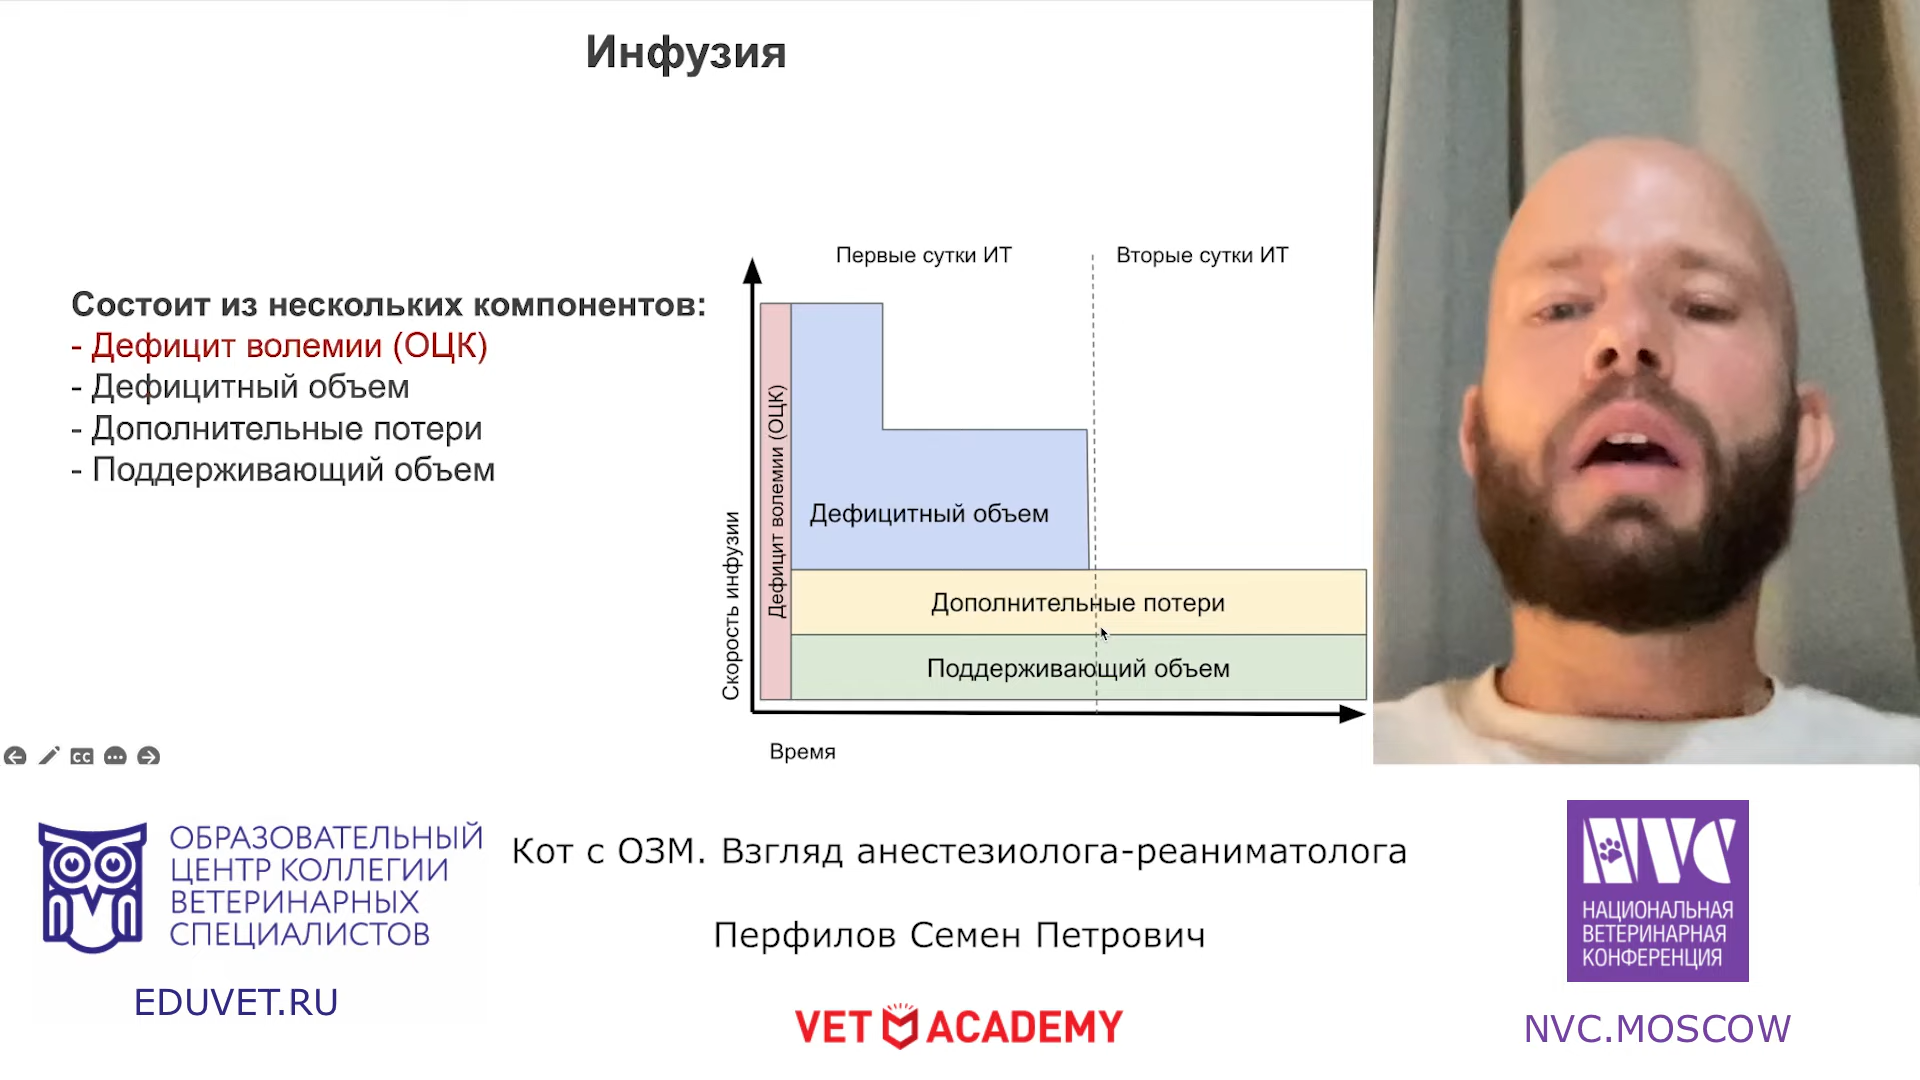 Инфузия
Состоит из нескольких компонентов:
- Дефицит волемии (ОЦК)
- Дефицитный объем
- Дополнительные потери
- Поддерживающий объем
Первые сутки ИТ
Вторые сутки ИТ
Скорость инфузии
Дефицит волемии (ОЦК)
Дефицитный объем
Дополнительные потери
Поддерживающий объем
Время
CC
ОБРАЗОВАТЕЛЬНЫЙ
ЦЕНТР КОЛЛЕГИИ
ВЕТЕРИНАРНЫХ
СПЕЦИАЛИСТОВ
EDUVET.RU
Кот с ОЗМ. Взгляд анестезиолога-реаниматолога
Перфилов Семен Петрович
VET ACADEMY
NVC
НАЦИОНАЛЬНАЯ
ВЕТЕРИНАРНАЯ
КОНФЕРЕНЦИЯ
NVC.MOSCOW